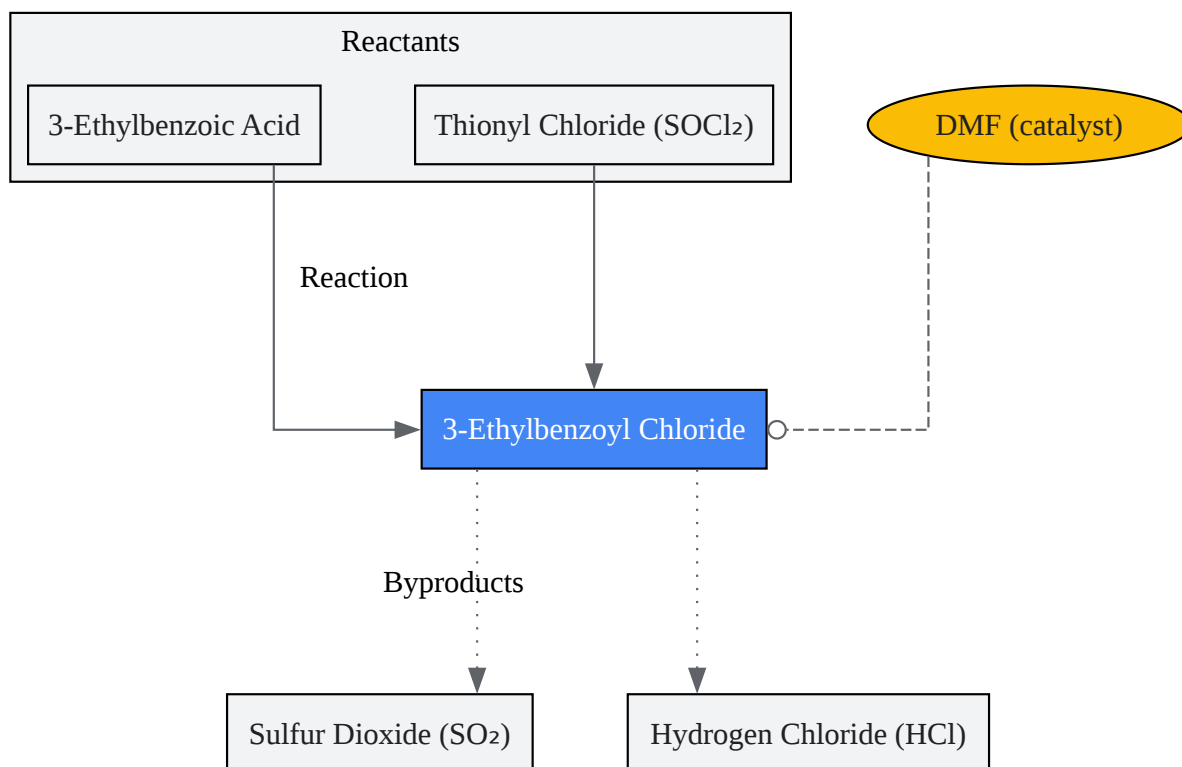 Reactants
3-Ethylbenzoic Acid
Thionyl Chloride (SOCl₂)
DMF (catalyst)
Reaction
3-Ethylbenzoyl Chloride
Byproducts
Sulfur Dioxide (SO₂)
Hydrogen Chloride (HCl)